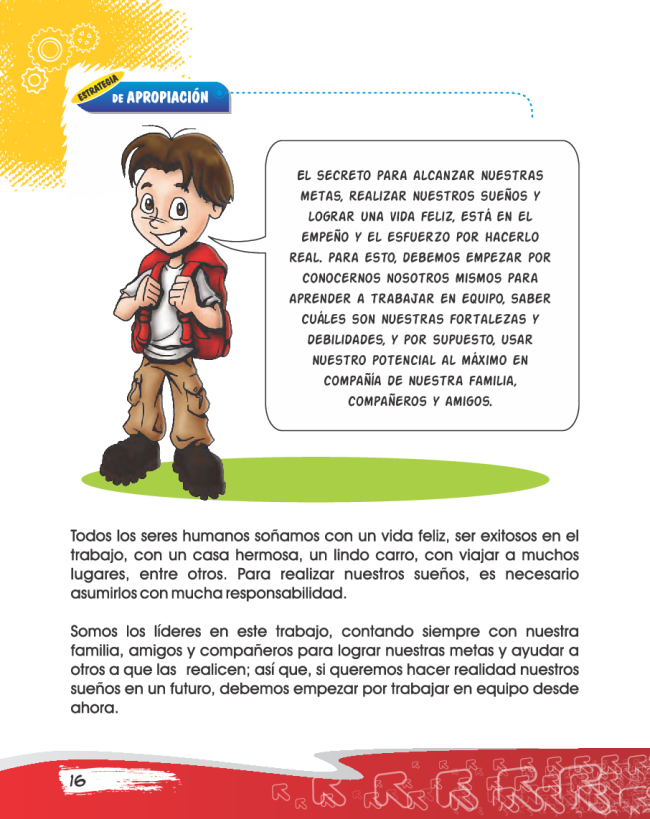 ESTRATEGIA
DE APROPIACIÓN
EL SECRETO PARA ALCANZAR NUESTRAS
METAS, REALIZAR NUESTROS SUEÑOS Y
LOGRAR UNA VIDA FELIZ, ESTÁ EN EL
EMPEÑO Y EL ESFUERZO POR HACERLO
REAL. PARA ESTO, DEBEMOS EMPEZAR POR
CONOCERNOS NOSOTROS MISMOS PARA
APRENDER A TRABAJAR EN EQUIPO, SABER
CUÁLES SON NUESTRAS FORTALEZAS Y
DEBILIDADES, Y POR SUPUESTO, USAR
NUESTRO POTENCIAL AL MÁXIMO EN
COMPAÑÍA DE NUESTRA FAMILIA,
COMPAÑEROS Y AMIGOS.
Todos los seres humanos soñamos con un vida feliz, ser exitosos en el
trabajo, con un casa hermosa, un lindo carro, con viajar a muchos
lugares, entre otros. Para realizar nuestros sueños, es necesario
asumirlos con mucha responsabilidad.
Somos los líderes en este trabajo, contando siempre con nuestra
familia, amigos y compañeros para lograr nuestras metas y ayudar a
otros a que las realicen; así que, si queremos hacer realidad nuestros
sueños en un futuro, debemos empezar por trabajar en equipo desde
ahora.
16